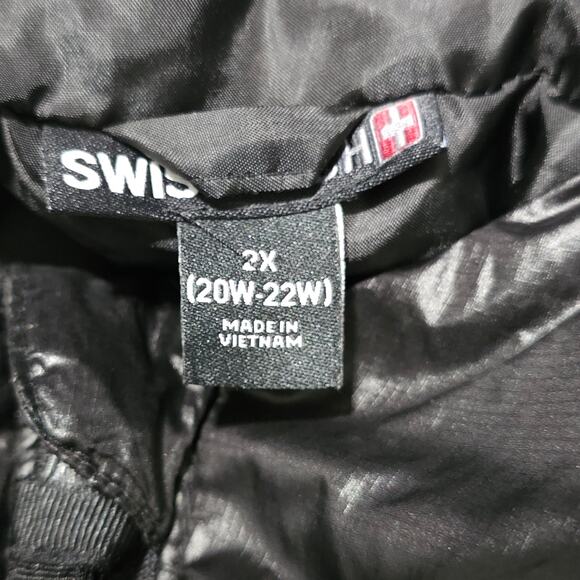 SWIS H
2X
(20W-22W)
MADE IN
VIETNAM